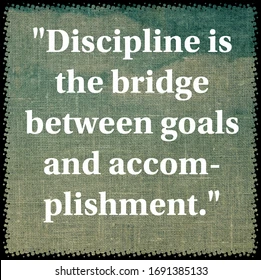 "Discipline is
the bridge
between goals
and accom-
plishment."
shutterstock.com · 1691385133